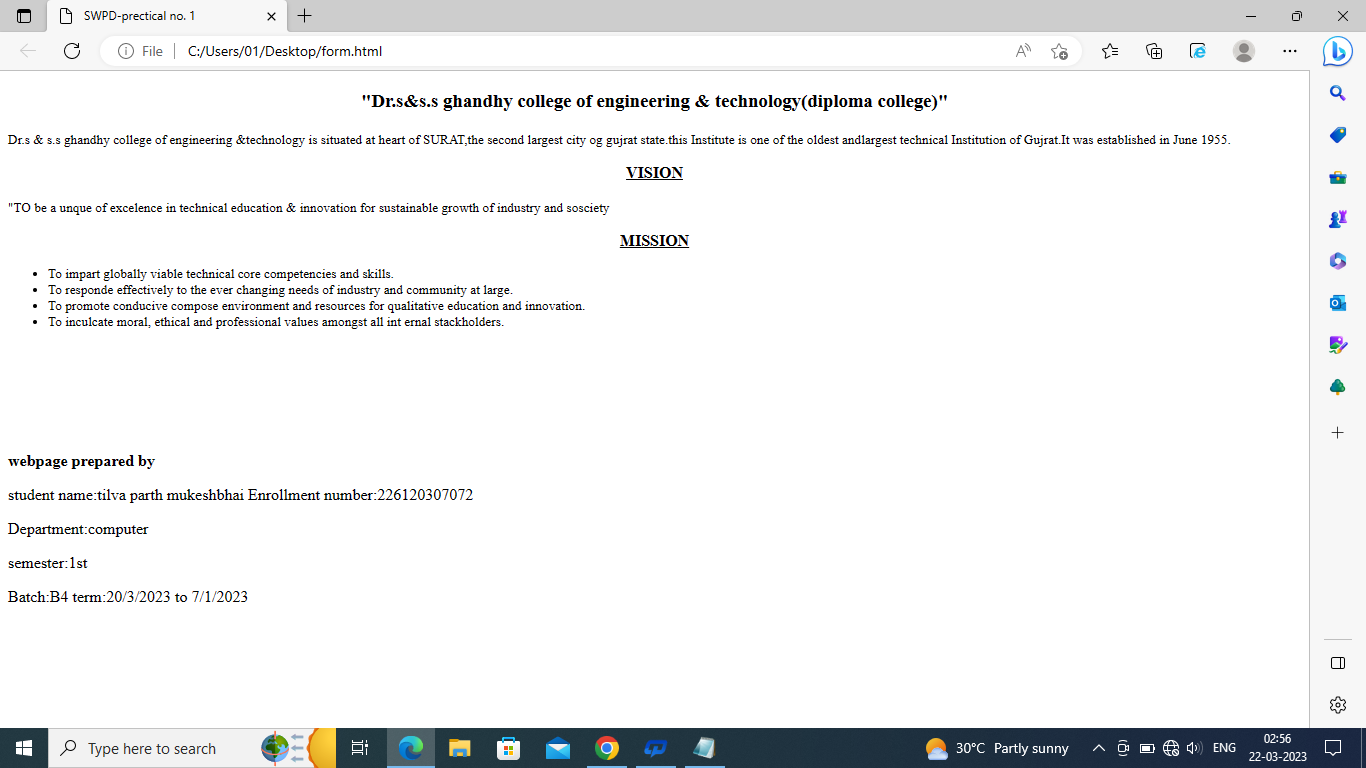 SWPD-prectical no. 1
File
C:/Users/01/Desktop/form.html
"Dr.s&s.s ghandhy college of engineering & technology(diploma college)"
Dr.s & s.s ghandhy college of engineering &technology is situated at heart of SURAT,the second largest city og gujrat state.this Institute is one of the oldest andlargest technical Institution of Gujrat.It was established in June 1955.
VISION
"TO be a unque of excelence in technical education & innovation for sustainable growth of industry and sosciety
MISSION
To impart globally viable technical core competencies and skills.
To responde effectively to the ever changing needs of industry and community at large.
To promote conducive compose environment and resources for qualitative education and innovation.
To inculcate moral, ethical and professional values amongst all int ernal stackholders.
webpage prepared by
student name:tilva parth mukeshbhai Enrollment number:226120307072
Department:computer
semester:1st
Batch:B4 term:20/3/2023 to 7/1/2023
Type here to search
30°C Partly sunny
ENG
02:56
22-03-2023